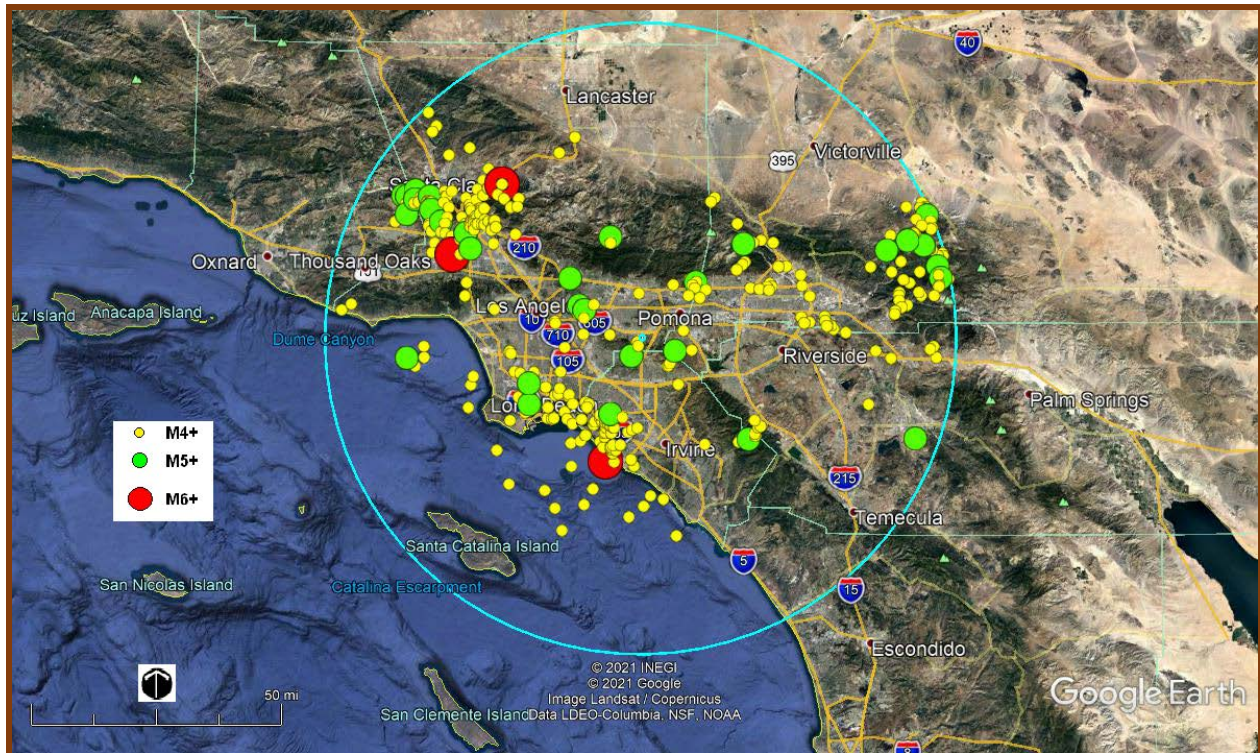 40
Lancaster
Victorville
395
Santa Cla
210
Oxnard
Thousand Oaks
101
Anacapa Island
uz Island
Los Angel
10
605
710
Pomona
Dume Canyon
105
Riverside
Long Beach
Palm Springs
M4+
M5+
M6+
Irvine
215
Temecula
Santa Catalina Island
5
San Nicolas Island
Catalina Escarpment
15
Escondido
© 2021 INEGI
© 2021 Google
Image Landsat / Copernicus
50 mi
San Clemente Island
Data LDEO-Columbia, NSF, NOAA
Google Earth
8